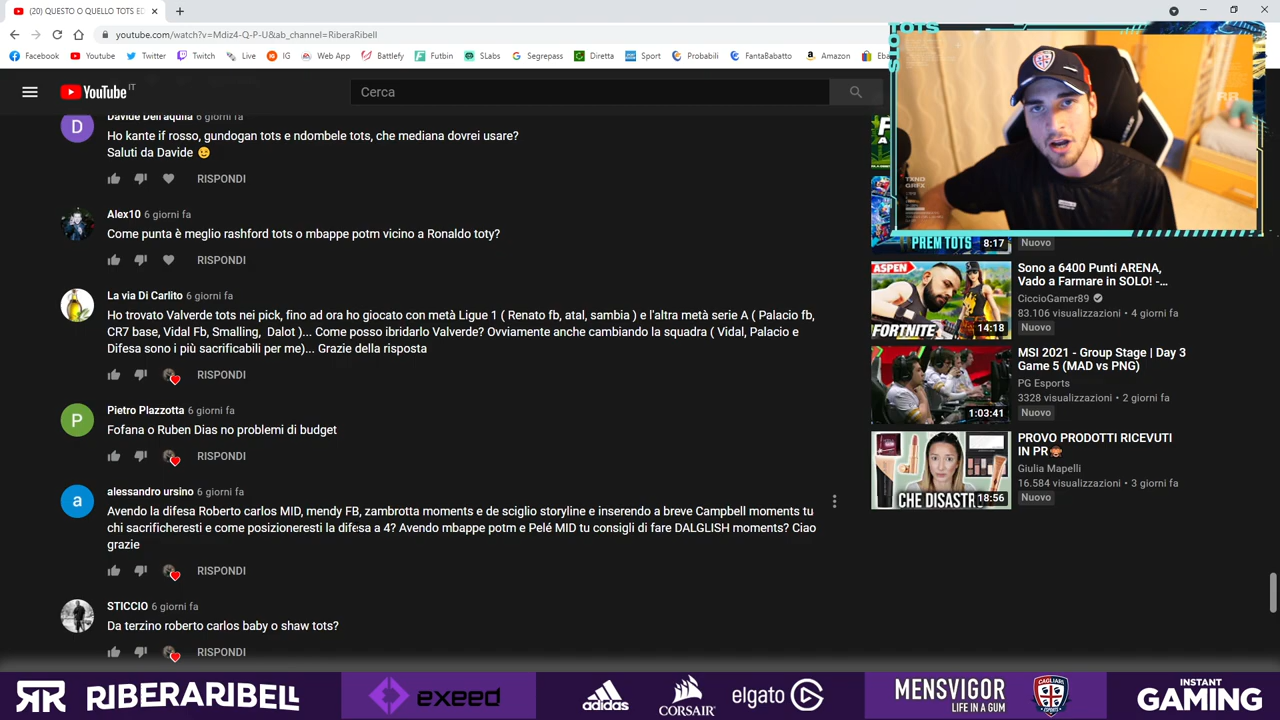 (20) QUESTO O QUELLO TOTS ED
youtube.com/watch?v=Mdiz4-Q-P-U&ab_channel=RiberaRibell
Facebook Youtube Twitter Twitch Live IG Web App Battlefy Futbin SLabs Segreguest Diretta Sport Probabili FantaBabetto Amazon
YouTube IT
Cerca
Davide Dell'aquila 6 giorni fa
Ho kante if rosso, gundogan tots e ndombele tots, che mediana dovrei usare?
Saluti da Davide
RISPONDI
Alex10 6 giorni fa
Come punta è meglio rashford tots o mbappe potm vicino a Ronaldo toty?
RISPONDI
La via Di Carlito 6 giorni fa
Ho trovato Valverde tots nei pick, fino ad ora ho giocato con metà Ligue 1 ( Renato fb, atal, sambia ) e l'altra metà serie A ( Palacio fb,
CR7 base, Vidal Fb, Smalling, Dalot )... Come posso ibridarlo Valverde? Ovviamente anche cambiando la squadra ( Vidal, Palacio e
Difesa sono i più sacrificabili per me)... Grazie della risposta
RISPONDI
Pietro Plazzotta 6 giorni fa
P
Fofana o Ruben Dias no problemi di budget
RISPONDI
alessandro ursino 6 giorni fa
a
Avendo la difesa Roberto carlos MID, mendy Fir, zambrotta moments e de sciglio storyline e inserendo a breve Campbell moments tu
chi sacrificheresti e come posizioneresti la difesa a 4? Avendo mbappe potm e Pelé MID tu consigli di fare DALGLISH moments? Ciao
grazie
RISPONDI
STICCIO 6 giorni fa
Da terzino roberto carlos baby o shaw tots?
RISPONDI
D
TOTS
TXND
GRFX
RR
PREM TOTS
8:17
Nuovo
ASPEN
FORTNITE
14:18
Sono a 6400 Punti ARENA,
Vado a Farmare in SOLO! -...
CiccioGamer89
83.106 visualizzazioni • 4 giorni fa
Nuovo
1:03:41
MSI 2021 - Group Stage | Day 3
Game 5 (MAD vs PNG)
PG Esports
3328 visualizzazioni • 2 giorni fa
Nuovo
CHE DISASTR
18:56
PROVO PRODOTTI RICEVUTI
IN PR
Giulia Mapelli
16.584 visualizzazioni • 3 giorni fa
Nuovo
RR RIBERARIBELL exeed adidas CORSAIR elgato MENSVIGOR
LIFE IN A GUM
CAGLIARI
INSTANT
GAMING